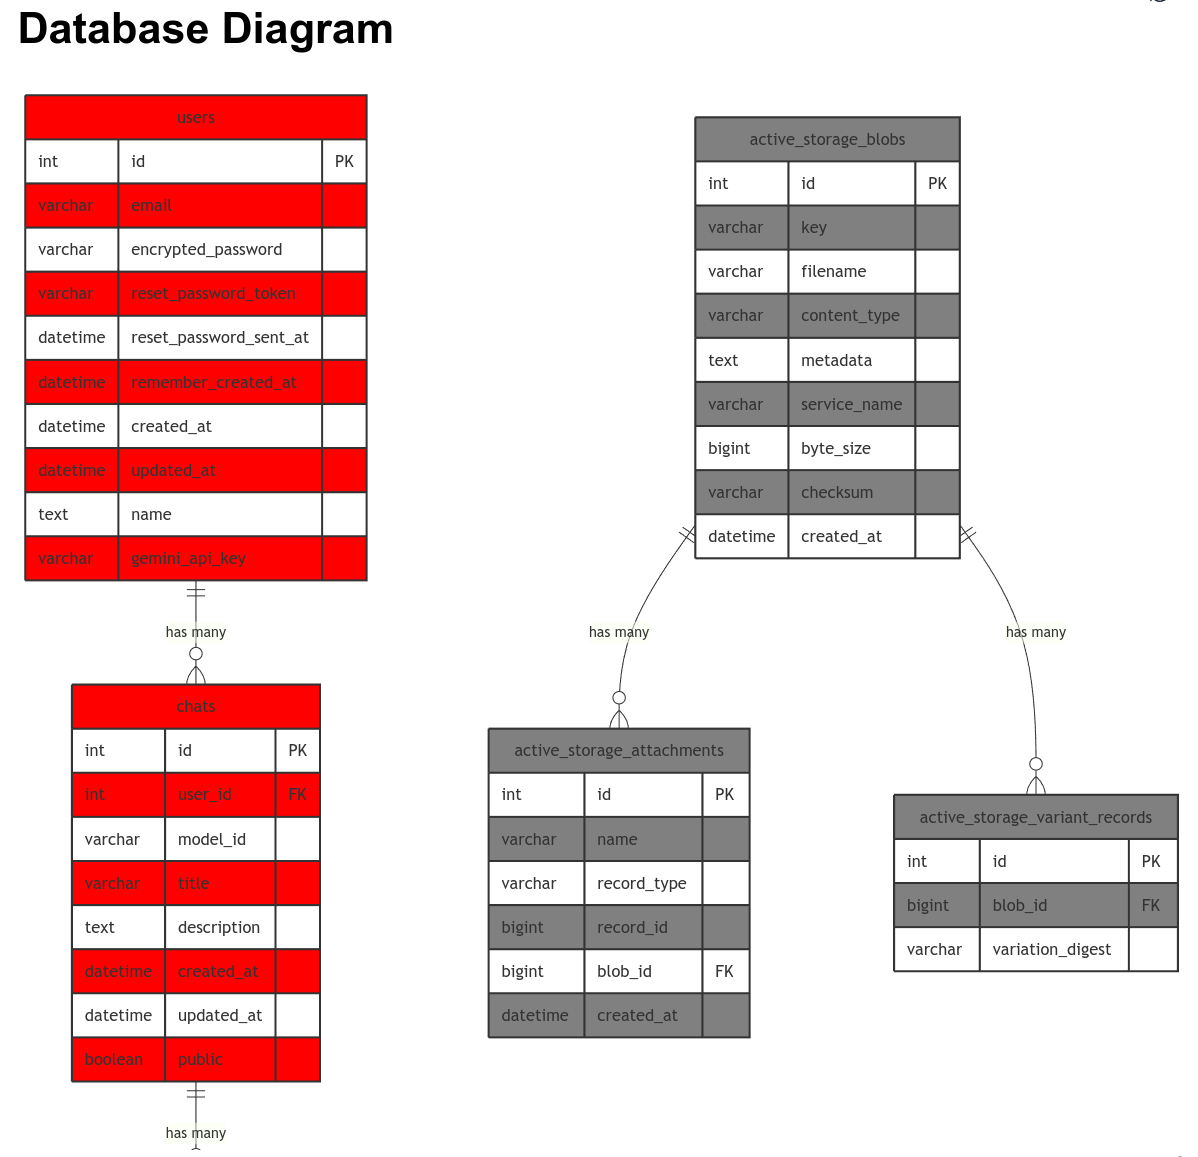 Database Diagram
users
int id PK
varchar email
varchar encrypted_password
varchar reset_password_token
datetime reset_password_sent_at
datetime remember_created_at
datetime created_at
datetime updated_at
text name
varchar gemini_api_key
has many
chats
int id PK
int user_id FK
varchar model_id
varchar title
text description
datetime created_at
datetime updated_at
boolean public
has many
active_storage_blobs
int id PK
varchar key
varchar filename
varchar content_type
text metadata
varchar service_name
bigint byte_size
varchar checksum
datetime created_at
has many
has many
active_storage_attachments
int id PK
varchar name
varchar record_type
bigint record_id
bigint blob_id FK
datetime created_at
active_storage_variant_records
int id PK
bigint blob_id FK
varchar variation_digest